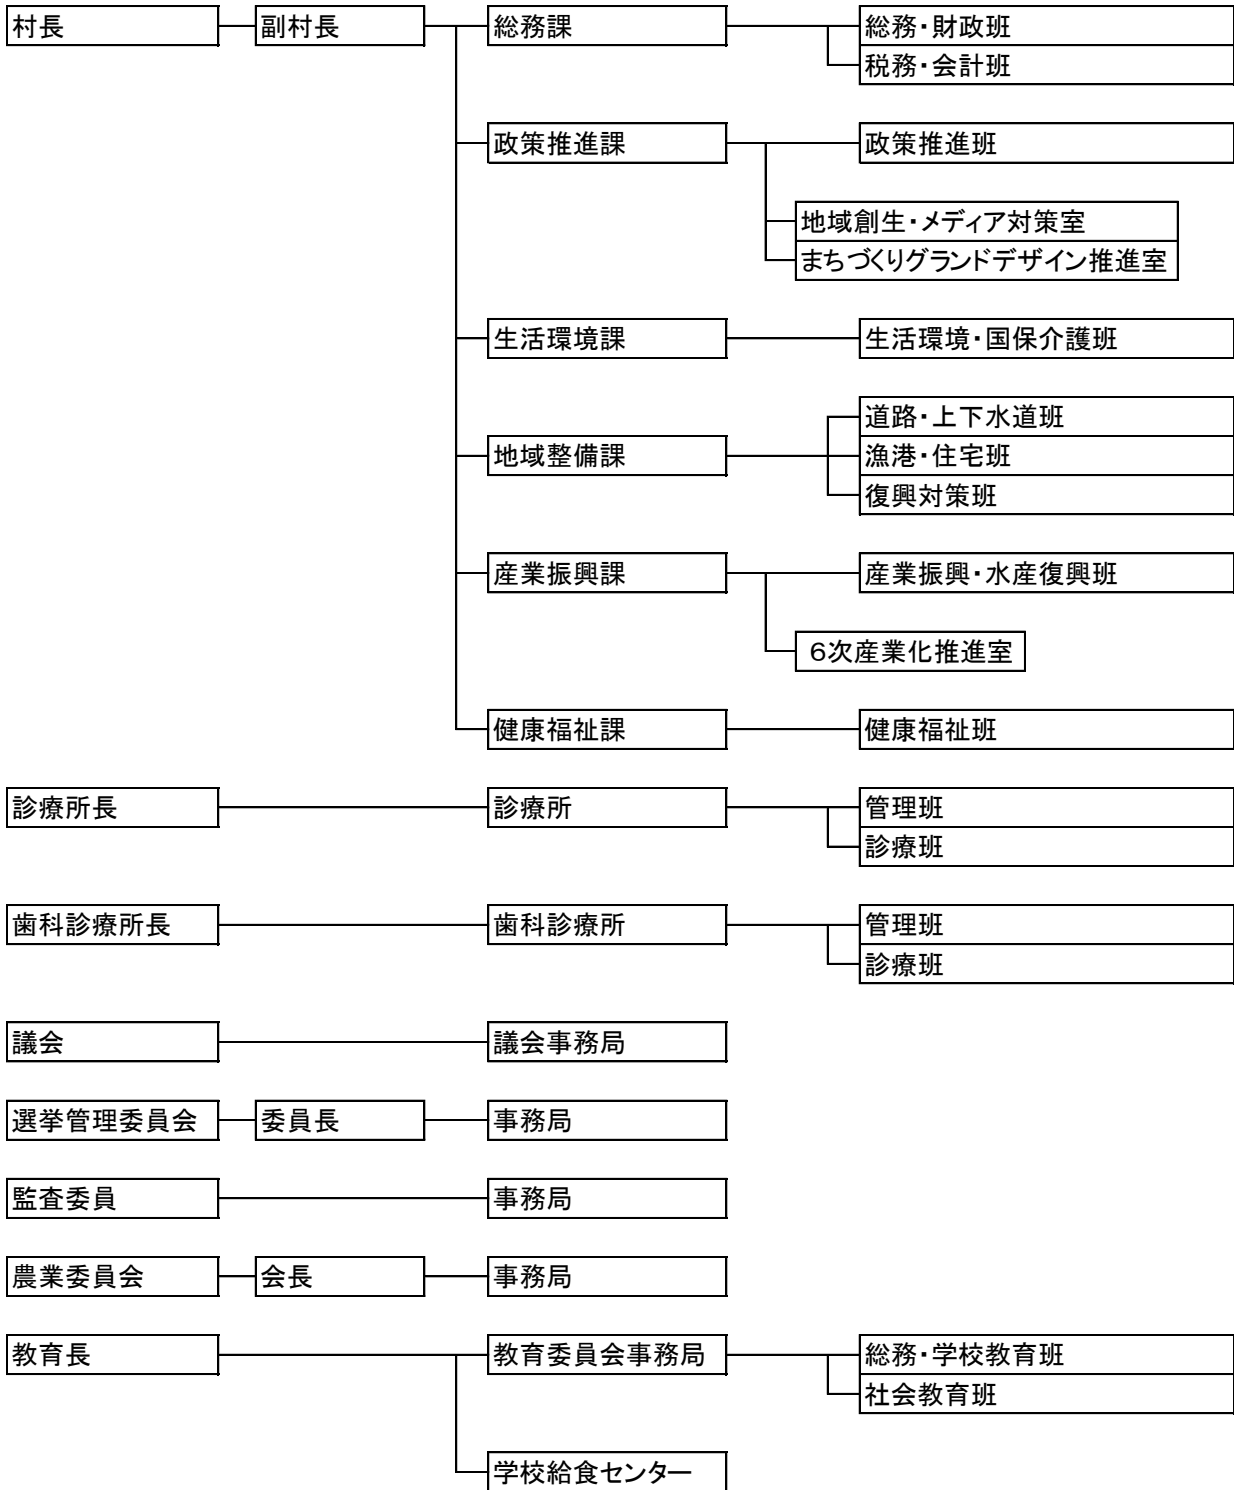 村長
副村長
総務課
総務・財政班
税務・会計班
政策推進課
政策推進班
地域創生・メディア対策室
まちづくりグランドデザイン推進室
生活環境課
生活環境・国保介護班
地域整備課
道路・上下水道班
漁港・住宅班
復興対策班
産業振興課
産業振興・水産復興班
6次産業化推進室
健康福祉課
健康福祉班
診療所長
診療所
管理班
診療班
歯科診療所長
歯科診療所
管理班
診療班
議会
議会事務局
選挙管理委員会
委員長
事務局
監査委員
事務局
農業委員会
会長
事務局
教育長
教育委員会事務局
総務・学校教育班
社会教育班
学校給食センター